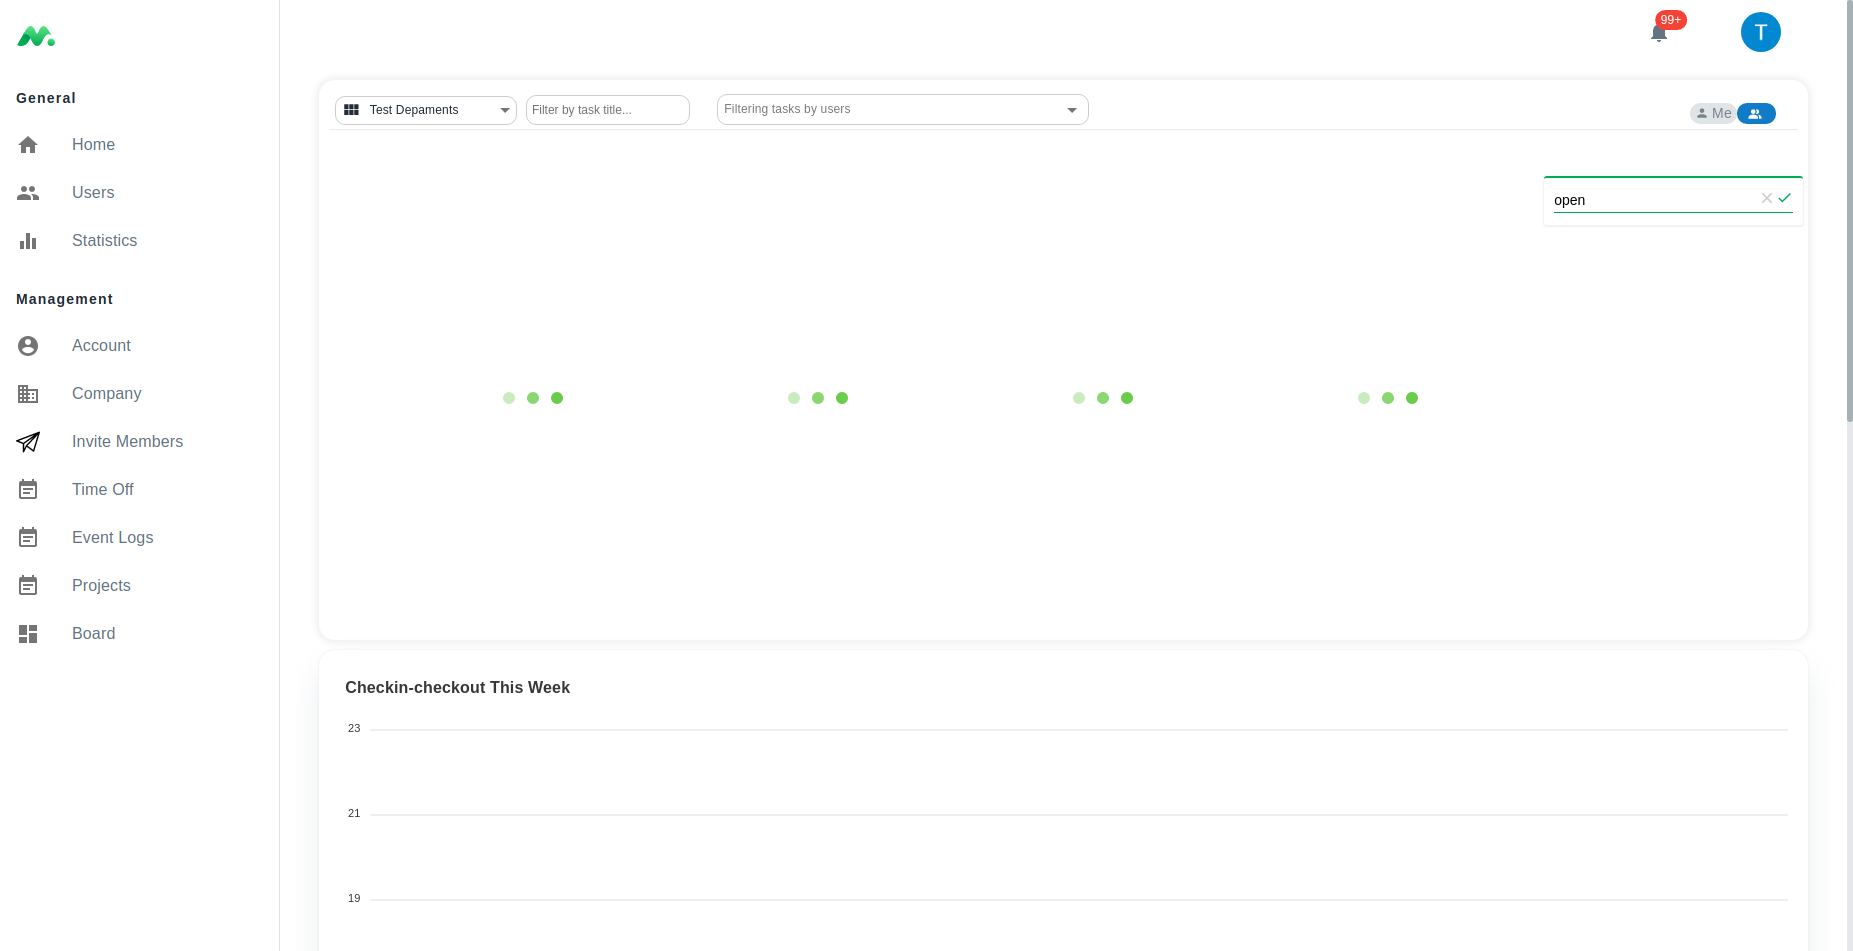 99+
T
General
Home
Users
Statistics
Management
Account
Company
Invite Members
Time Off
Event Logs
Projects
Board
Test Depaments
Filter by task title...
Filtering tasks by users
Me
open
Checkin-checkout This Week
23
21
19